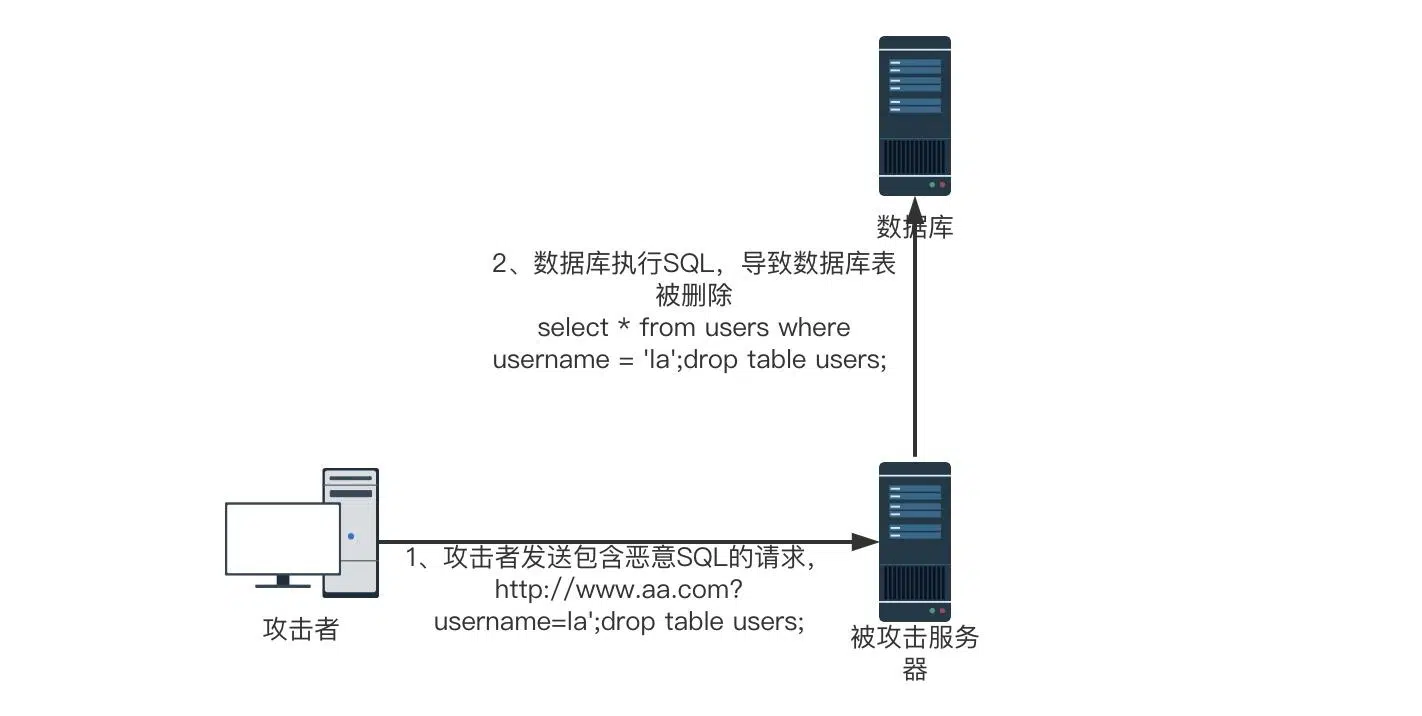 数据库
2、数据库执行SQL，导致数据库表
被删除
select * from users where
username = 'la';drop table users;
1、攻击者发送包含恶意SQL的请求，
http://www.aa.com?
username=la';drop table users;
攻击者
被攻击服务
器